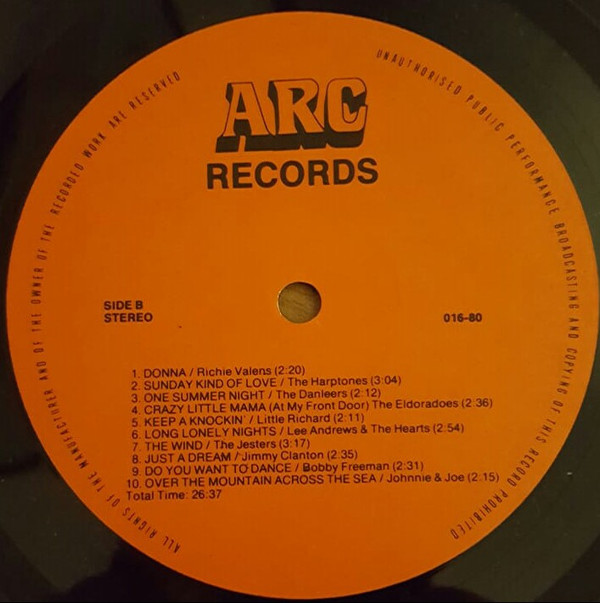 ALL RIGHTS OF THE MANUFACTURER AND OF THE OWNER OF THE RECORDED WORK ARE RESERVED
UNAUTHORISED PUBLIC PERFORMANCE BROADCASTING AND COPYING OF THIS RECORD PROHIBITED
ARC
RECORDS
SIDE B
STEREO
016-80
1. DONNA / Richie Valens (2:20)
2. SUNDAY KIND OF LOVE / The Harptones (3:04)
3. ONE SUMMER NIGHT / The Danleers (2:12)
4. CRAZY LITTLE MAMA (At My Front Door) The Eldoradoes (2:36)
5. KEEP A KNOCKIN' / Little Richard (2:11)
6. LONG LONELY NIGHTS / Lee Andrews & The Hearts (2:54)
7. THE WIND / The Jesters (3:17)
8. JUST A DREAM / Jimmy Clanton (2:35)
9. DO YOU WANT TO DANCE / Bobby Freeman (2:31)
10. OVER THE MOUNTAIN ACROSS THE SEA / Johnnie & Joe (2:15)
Total Time: 26:37